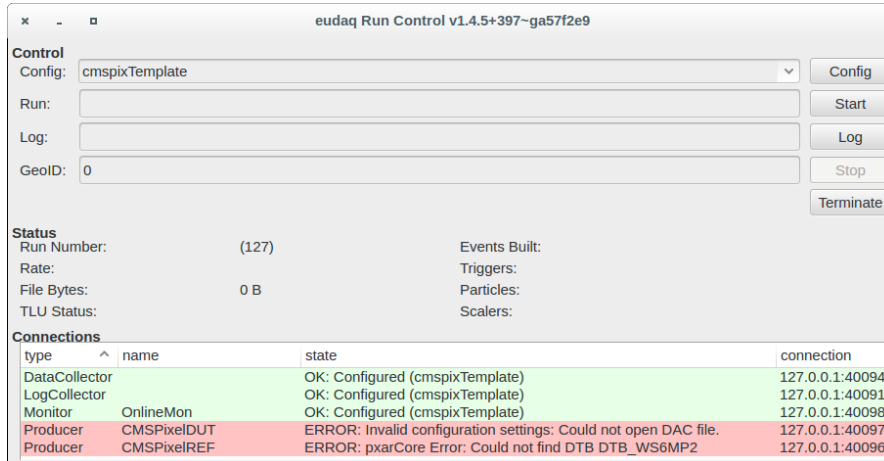 eudaq Run Control v1.4.5+397~ga57f2e9
Control
Config: cmspixTemplate Config
Run: Start
Log: Log
GeoID: 0 Stop
Terminate
Status
Run Number: (127) Events Built:
Rate: Triggers:
File Bytes: 0 B Particles:
TLU Status: Scalers:
Connections
type name state connection
DataCollector OK: Configured (cmspixTemplate) 127.0.0.1:40094
LogCollector OK: Configured (cmspixTemplate) 127.0.0.1:40091
Monitor OnlineMon OK: Configured (cmspixTemplate) 127.0.0.1:40098
Producer CMSPixelDUT ERROR: Invalid configuration settings: Could not open DAC file. 127.0.0.1:40097
Producer CMSPixelREF ERROR: pxarCore Error: Could not find DTB DTB_WS6MP2 127.0.0.1:40096